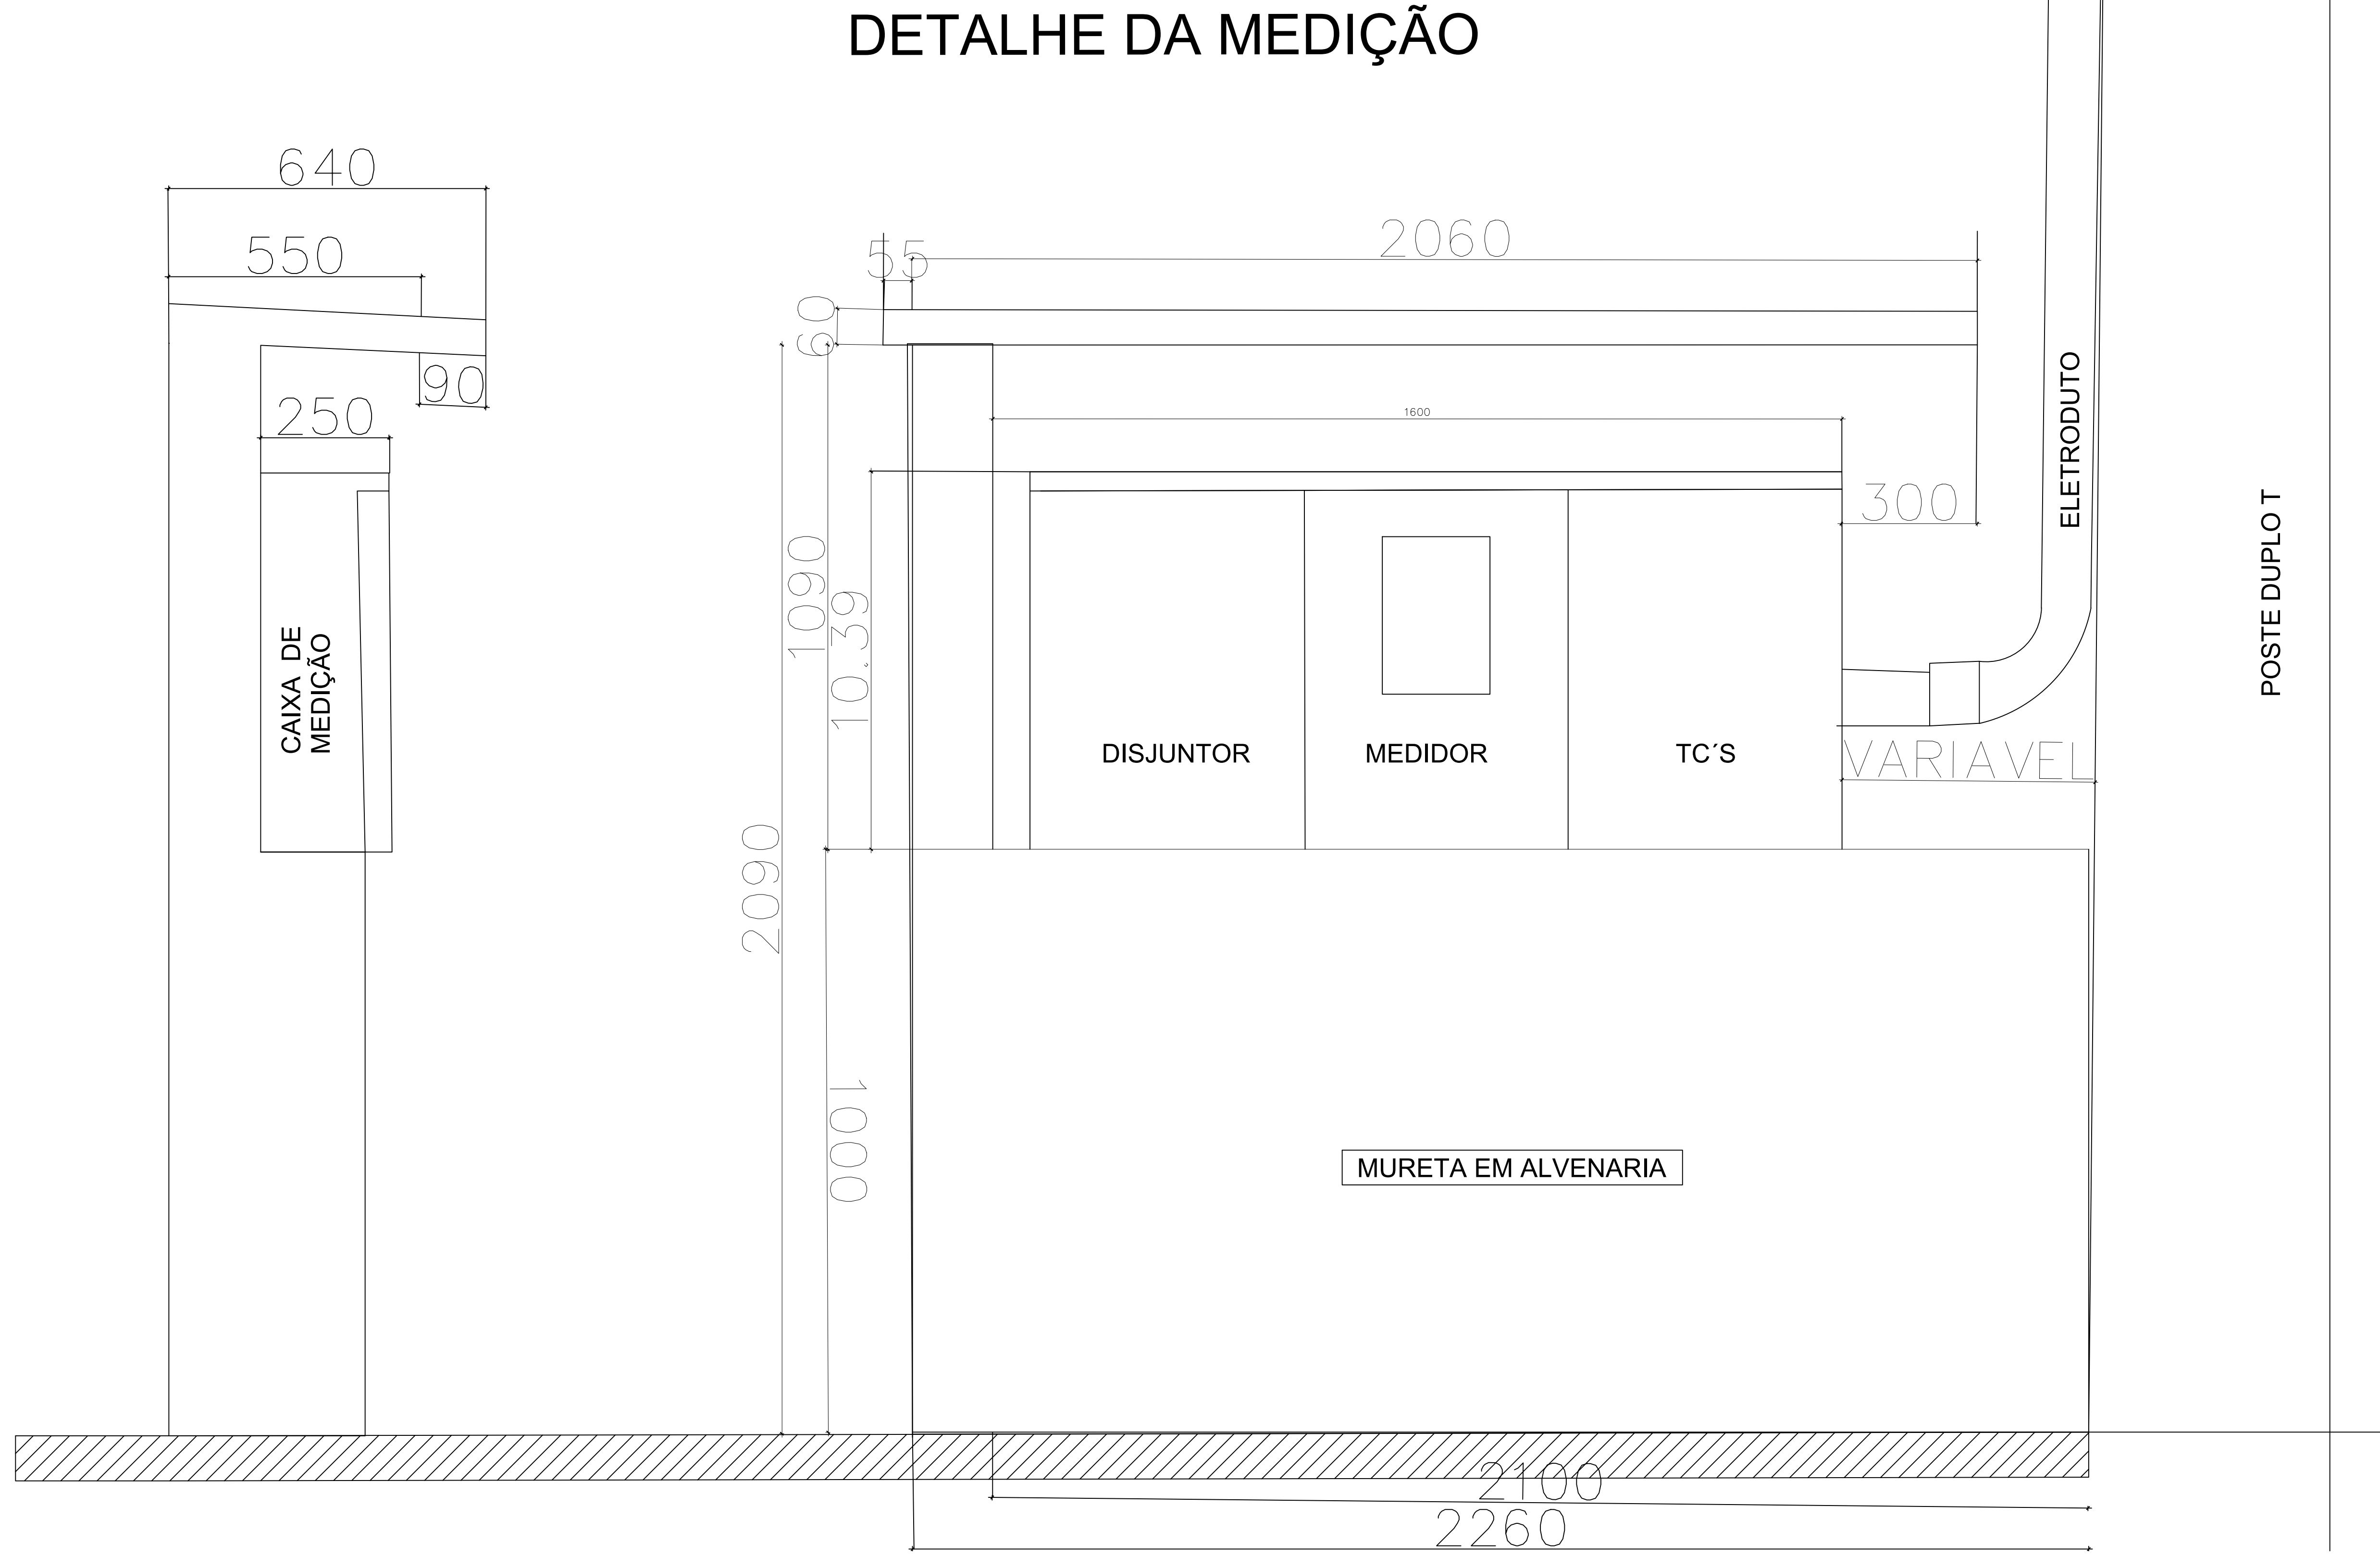 DETALHE DA MEDIÇÃO
640
550
90
250
CAIXA DE
MEDIÇÃO
2060
55
60
1600
300
1090
10.39
2090
1000
DISJUNTOR
MEDIDOR
TC´S
VARIAVEL
ELETRODUTO
POSTE DUPLO T
MURETA EM ALVENARIA
2100
2260